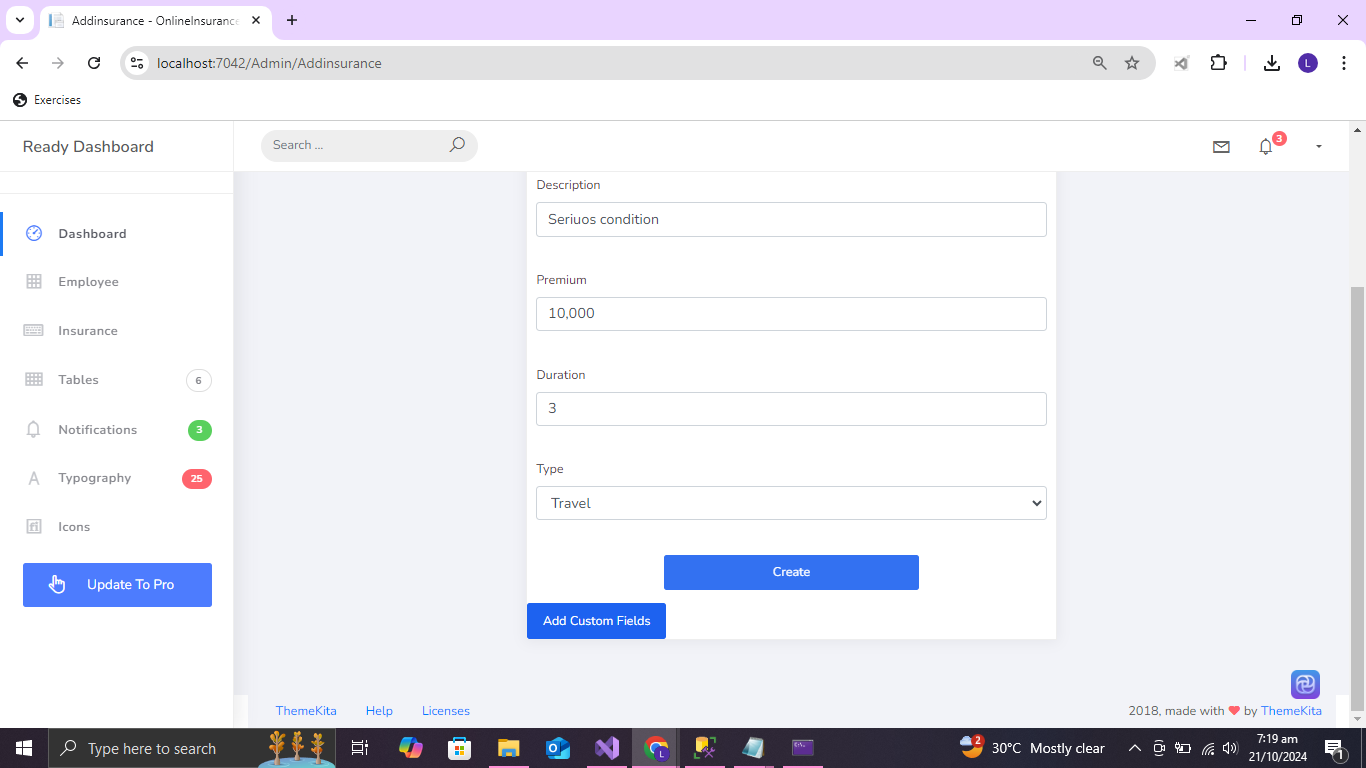 Addinsurance - OnlineInsurance
localhost:7042/Admin/Addinsurance
L
Exercises
Ready Dashboard
Search ...
3
Dashboard
Employee
Insurance
Tables
6
Notifications
3
Typography
25
Icons
Update To Pro
Description
Seriuos condition
Premium
10,000
Duration
3
Type
Travel
Create
Add Custom Fields
ThemeKita
Help
Licenses
2018, made with by ThemeKita
Type here to search
L
2
30°C Mostly clear
7:19 am
21/10/2024
1